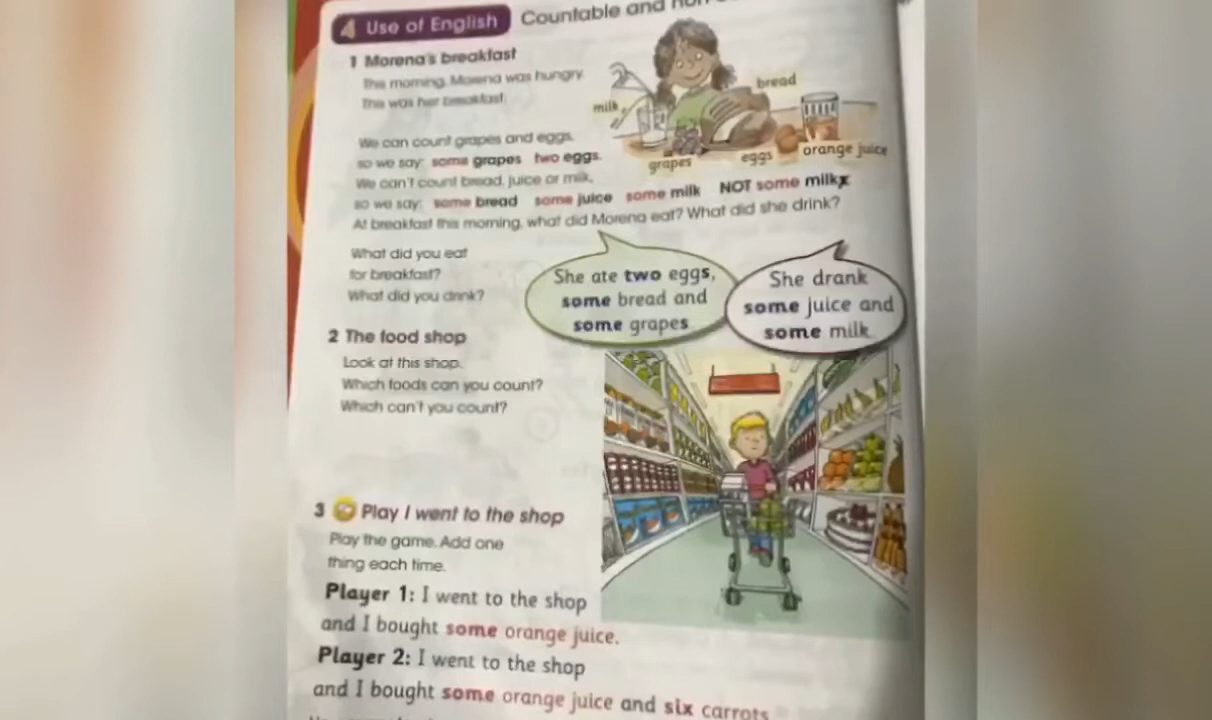 4 Use of English Countable and
1 Morena's breakfast
This morning, Morena was hungry.
This was her breakfast.
milk
bread
grapes
eggs
orange juice
We can count grapes and eggs,
so we say: some grapes two eggs.
We can't count bread, juice or milk,
so we say: some bread some juice some milk NOT some milkx
At breakfast this morning, what did Morena eat? What did she drink?
What did you eat
for breakfast?
What did you drink?
She ate two eggs,
some bread and
some grapes
She drank
some juice and
some milk
2 The food shop
Look at this shop.
Which foods can you count?
Which can't you count?
3 Play I went to the shop
Play the game. Add one
thing each time.
Player 1: I went to the shop
and I bought some orange juice.
Player 2: I went to the shop
and I bought some orange juice and six carrots